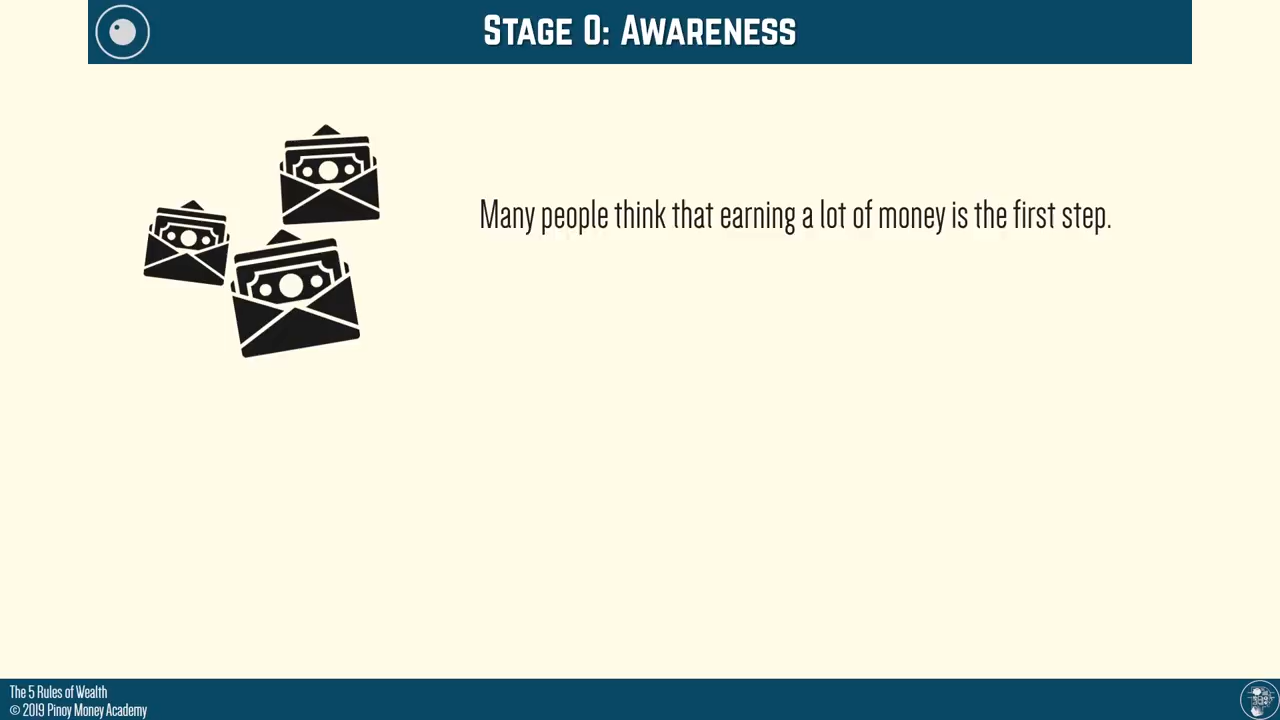 STAGE 0: AWARENESS
Many people think that earning a lot of money is the first step.
The 5 Rules of Wealth
© 2019 Pinoy Money Academy